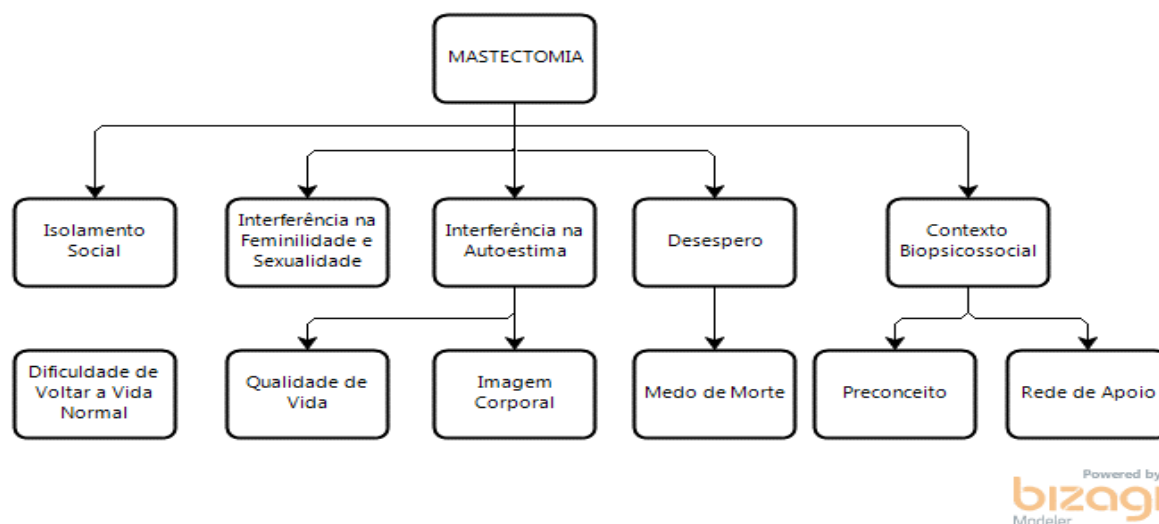 MASTECTOMIA
Isolamento
Social
Interferência na
Feminilidade e
Sexualidade
Interferência na
Autoestima
Desespero
Contexto
Biopsicossocial
Dificuldade de
Voltar a Vida
Normal
Qualidade de
Vida
Imagem
Corporal
Medo de Morte
Preconceito
Rede de Apoio
Powered by
bizagi
Modeler